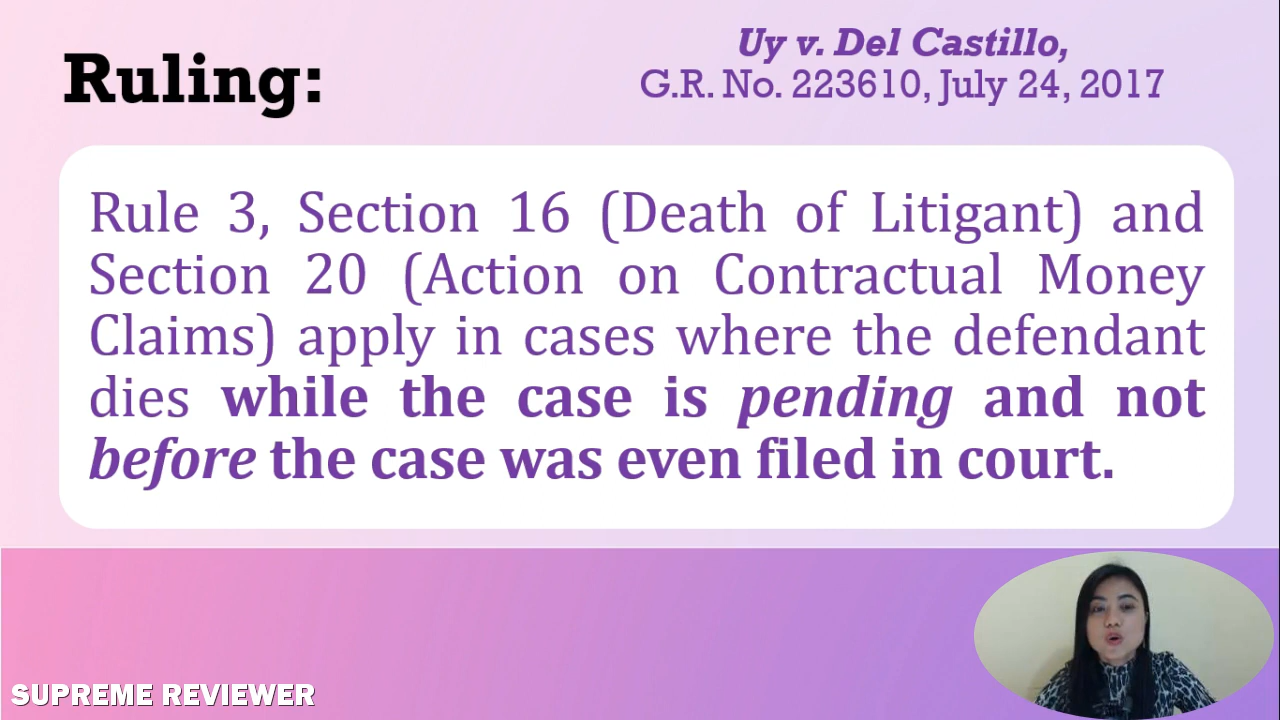 Ruling:
Uy v. Del Castillo,
G.R. No. 223610, July 24, 2017
Rule 3, Section 16 (Death of Litigant) and
Section 20 (Action on Contractual Money
Claims) apply in cases where the defendant
dies while the case is pending and not
before the case was even filed in court.
SUPREME REVIEWER